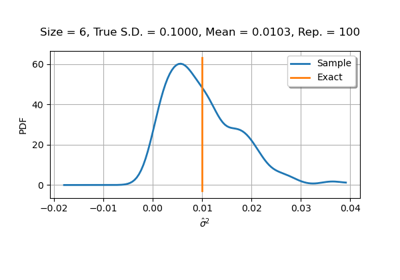 Size = 6, True S.D. = 0.1000, Mean = 0.0103, Rep. = 100
Sample
Exact
PDF
60
40
20
0
−0.02 −0.01 0.00 0.01 0.02 0.03 0.04
σ̂²